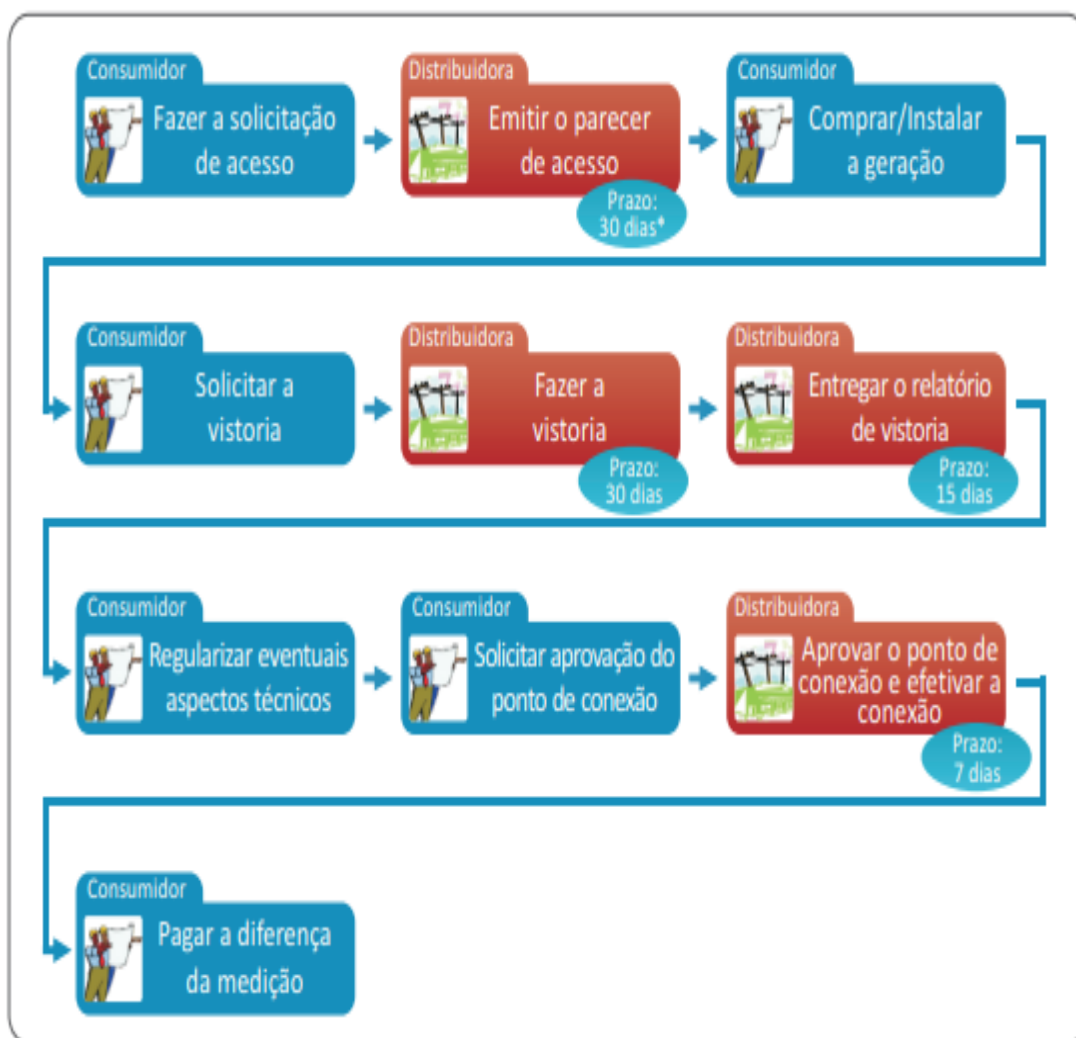 Consumidor
Fazer a solicitação
de acesso
Distribuidora
Emitir o parecer
de acesso
Prazo:
30 dias*
Consumidor
Comprar/Instalar
a geração
Consumidor
Solicitar a
vistoria
Distribuidora
Fazer a
vistoria
Prazo:
30 dias
Distribuidora
Entregar o relatório
de vistoria
Prazo:
15 dias
Consumidor
Regularizar eventuais
aspectos técnicos
Consumidor
Solicitar aprovação do
ponto de conexão
Distribuidora
Aprovar o ponto de
conexão e efetivar a
conexão
Prazo:
7 dias
Consumidor
Pagar a diferença
da medição